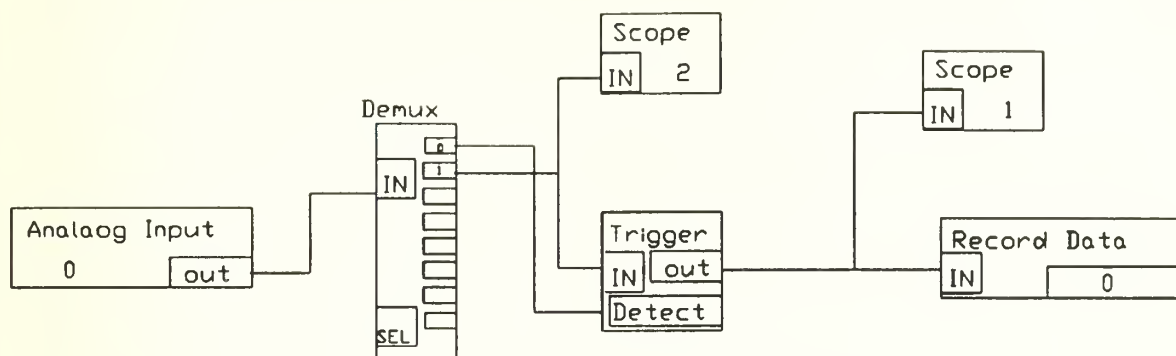 Scope
IN 2
Scope
IN 1
Demux
0
1
IN
SEL
Analaog Input
0 out
Trigger
IN out
Detect
Record Data
IN 0